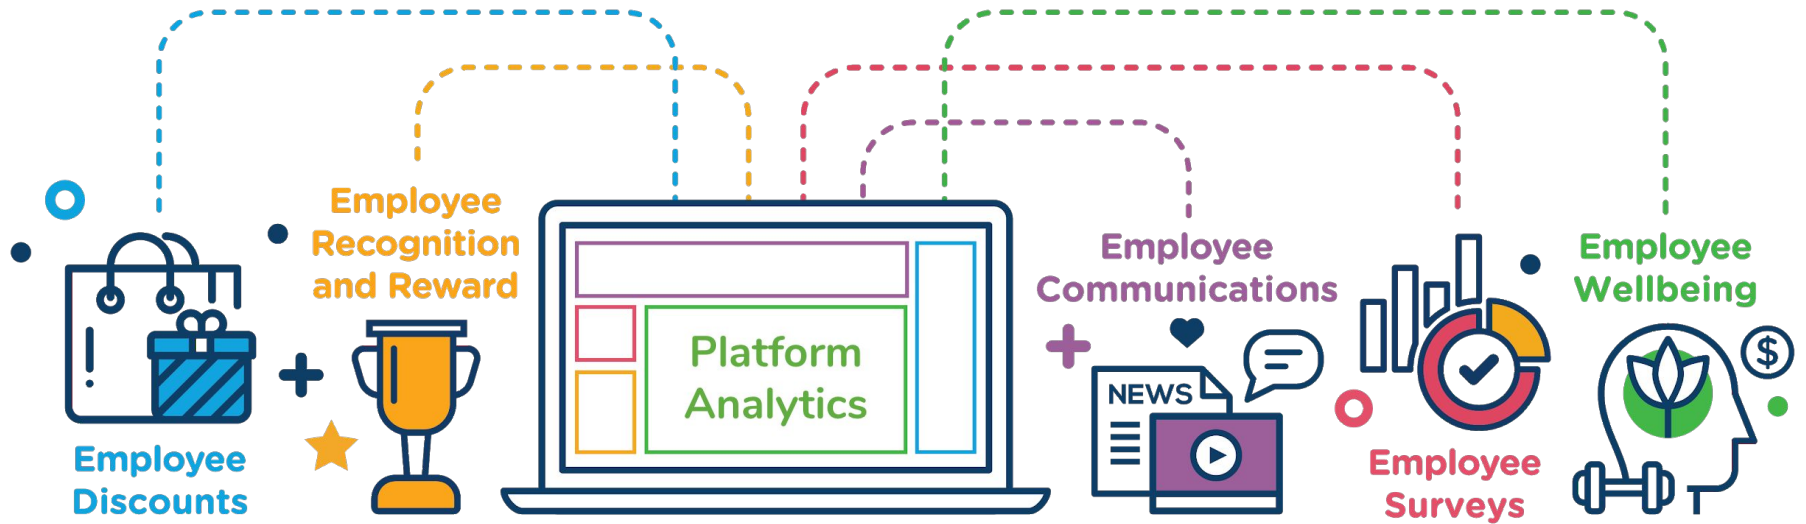 Employee
Discounts
Employee
Recognition
and Reward
Platform
Analytics
Employee
Communications
NEWS
Employee
Surveys
Employee
Wellbeing
$